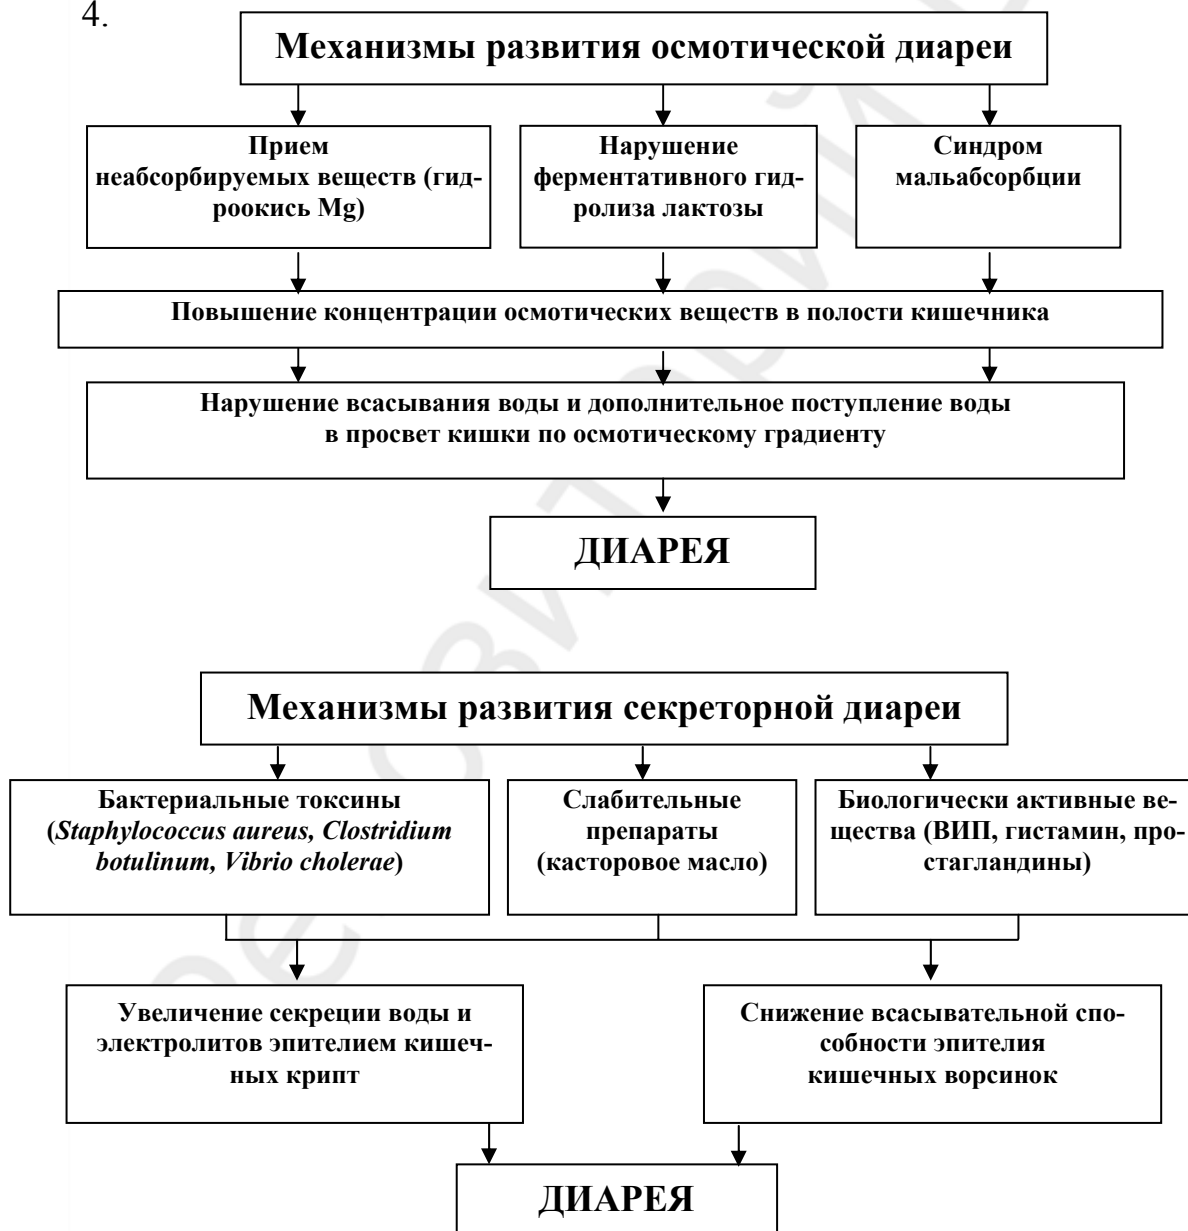 4.
Механизмы развития осмотической диареи
Прием
неабсорбируемых веществ (гид-
роокись Mg)
Нарушение
ферментативного гид-
ролиза лактозы
Синдром
мальабсорбции
Повышение концентрации осмотических веществ в полости кишечника
Нарушение всасывания воды и дополнительное поступление воды
в просвет кишки по осмотическому градиенту
ДИАРЕЯ
Механизмы развития секреторной диареи
Бактериальные токсины
(Staphylococcus aureus, Clostridium
botulinum, Vibrio cholerae)
Слабительные
препараты
(касторовое масло)
Биологически активные ве-
щества (ВИП, гистамин, про-
стагландины)
Увеличение секреции воды и
электролитов эпителием кишеч-
ных крипт
Снижение всасывательной спо-
собности эпителия
кишечных ворсинок
ДИАРЕЯ